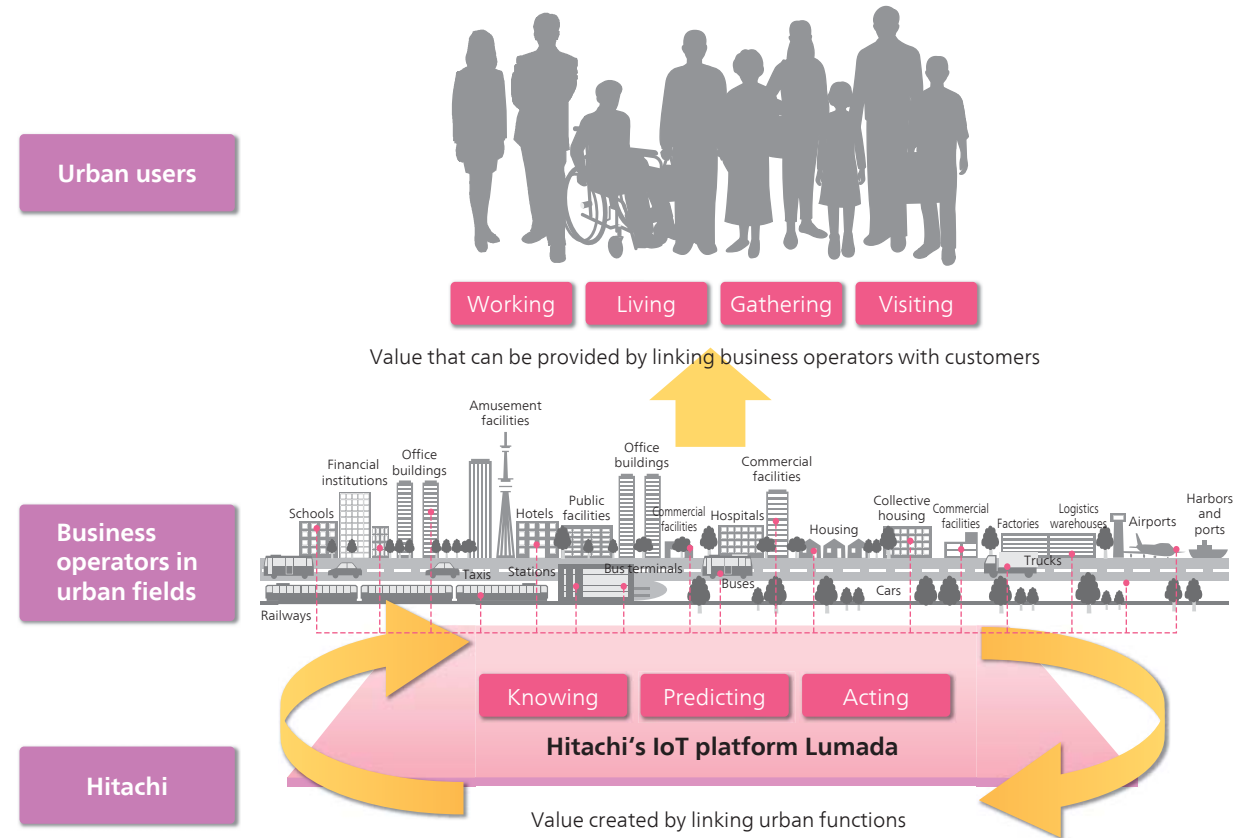 Urban users
Working
Living
Gathering
Visiting
Value that can be provided by linking business operators with customers
Business
operators in
urban fields
Amusement
facilities
Financial
institutions
Office
buildings
Office
buildings
Commercial
facilities
Schools
Hotels
Public
facilities
Commercial
facilities
Hospitals
Housing
Collective
housing
Commercial
facilities
Factories
Logistics
warehouses
Airports
Harbors
and
ports
Railways
Taxis
Stations
Bus terminals
Buses
Cars
Trucks
Knowing
Predicting
Acting
Hitachi's IoT platform Lumada
Hitachi
Value created by linking urban functions